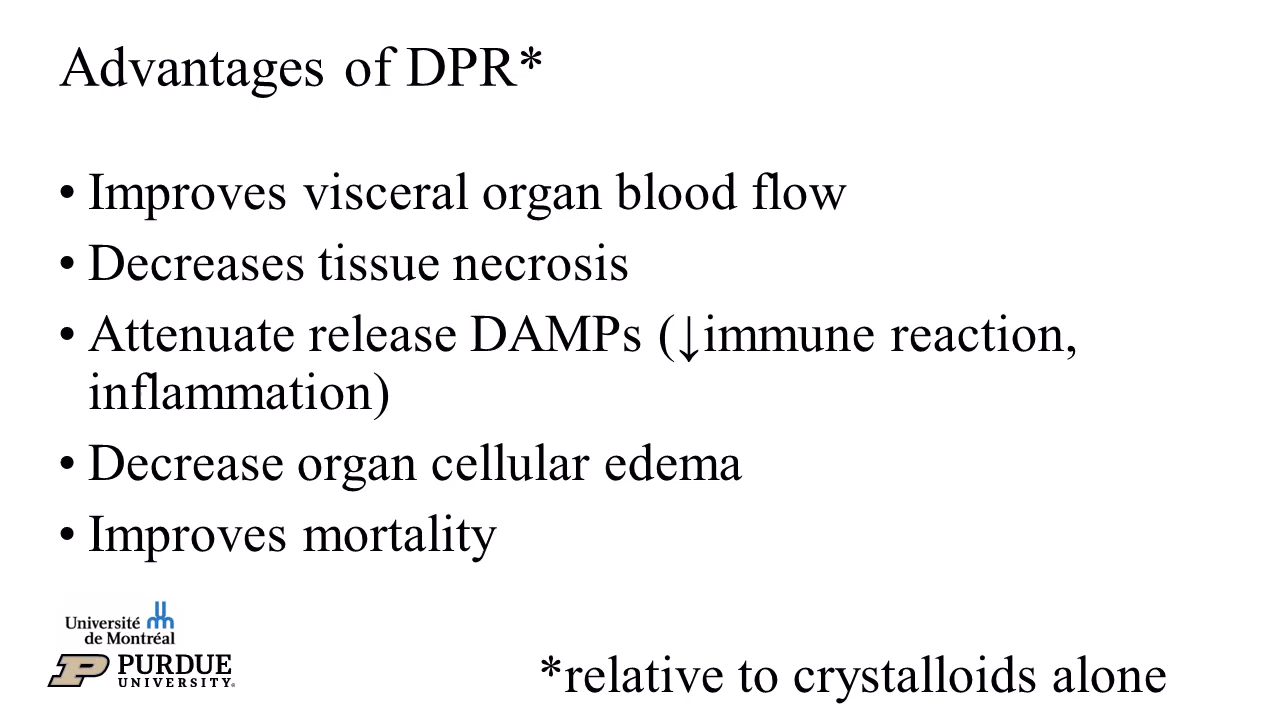 Advantages of DPR*
• Improves visceral organ blood flow
• Decreases tissue necrosis
• Attenuate release DAMPs (↓immune reaction,
inflammation)
• Decrease organ cellular edema
• Improves mortality
Université
de Montréal
PURDUE
UNIVERSITY®
*relative to crystalloids alone